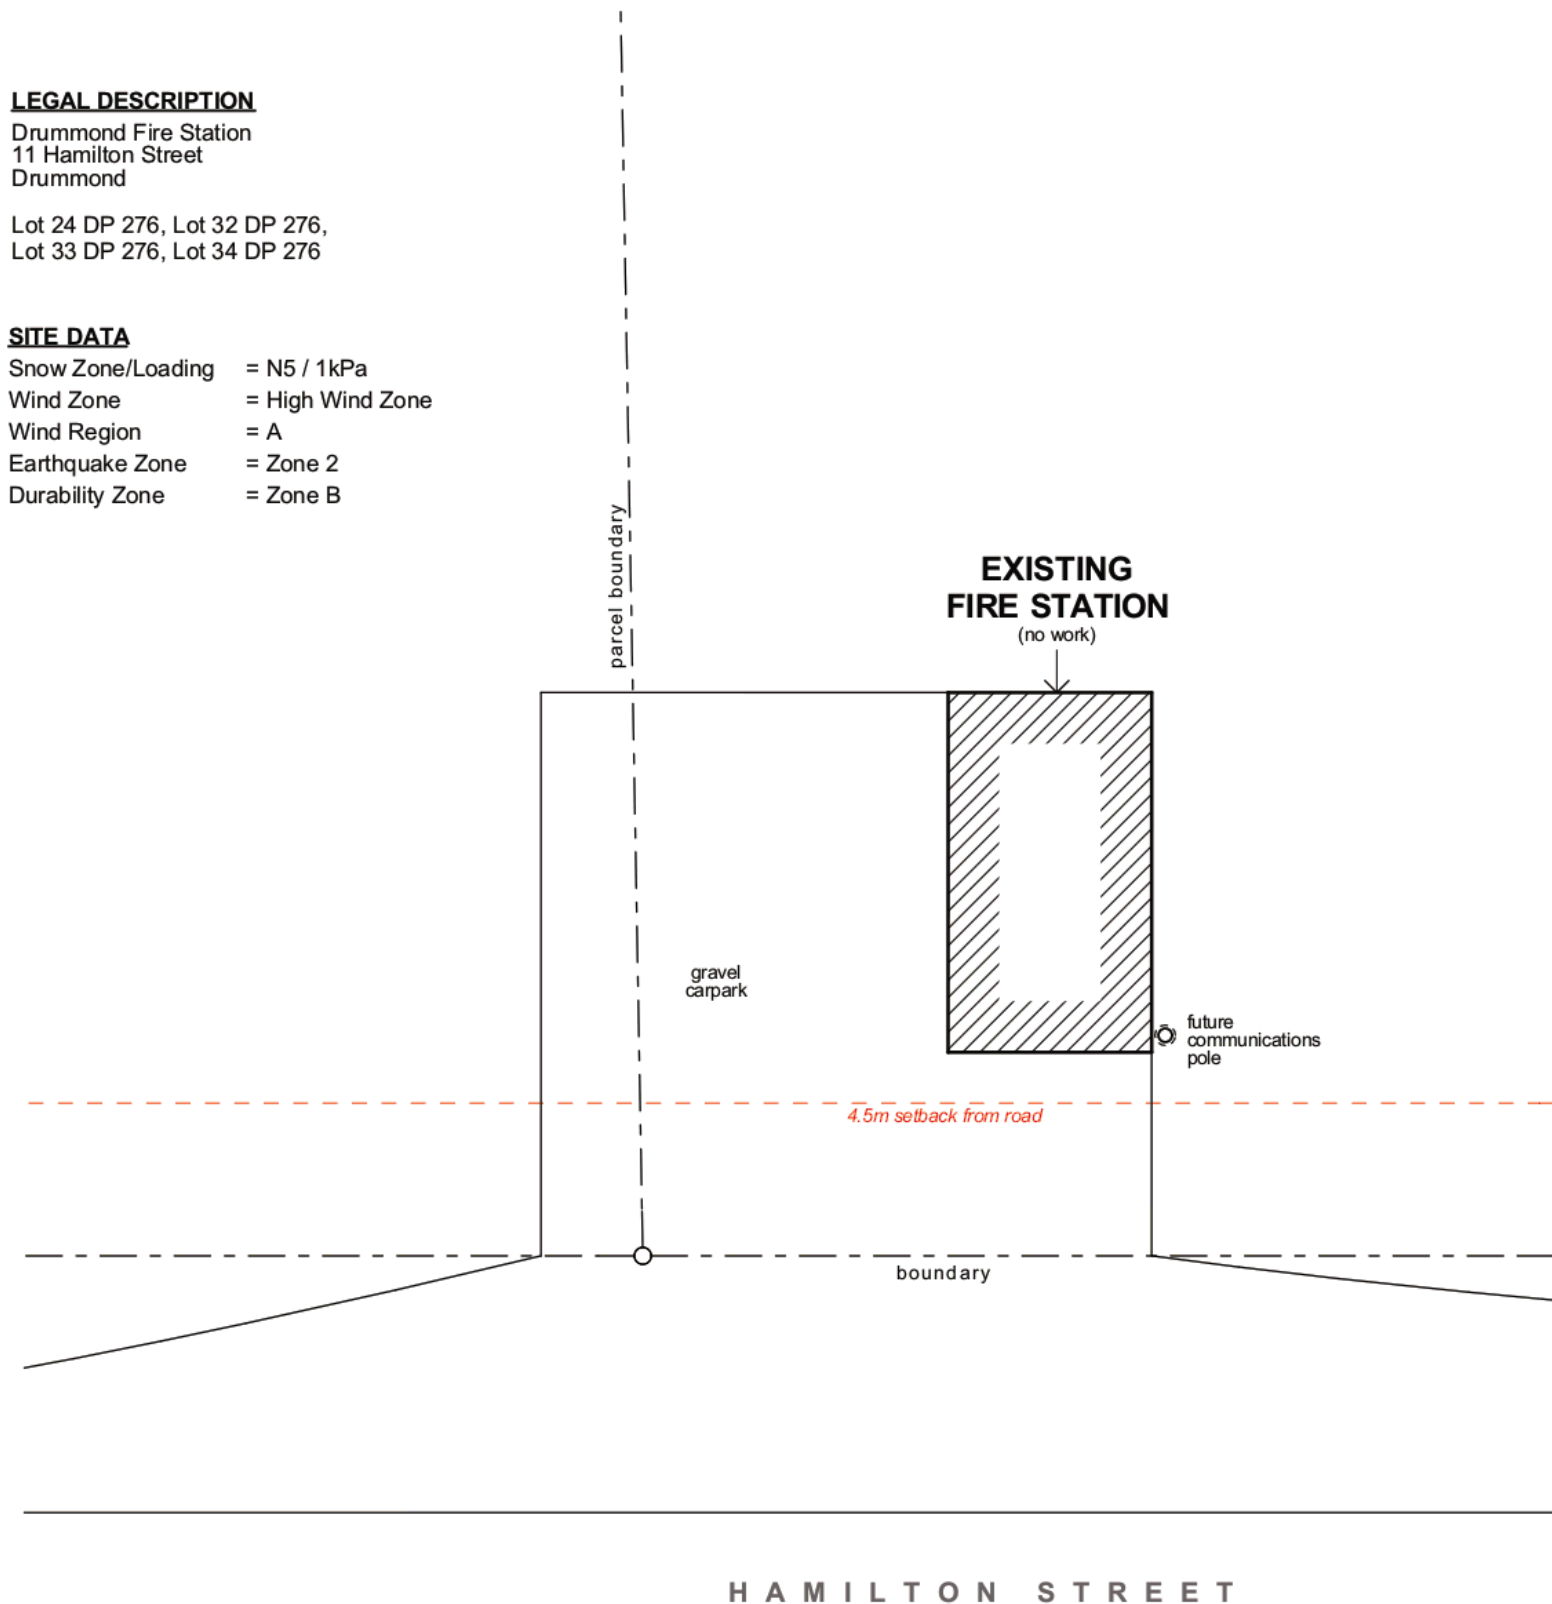 LEGAL DESCRIPTION
Drummond Fire Station
11 Hamilton Street
Drummond
Lot 24 DP 276, Lot 32 DP 276,
Lot 33 DP 276, Lot 34 DP 276
SITE DATA
Snow Zone/Loading = N5 / 1kPa
Wind Zone = High Wind Zone
Wind Region = A
Earthquake Zone = Zone 2
Durability Zone = Zone B
parcel boundary
EXISTING
FIRE STATION
(no work)
gravel
carpark
future
communications
pole
4.5m setback from road
boundary
HAMILTON STREET